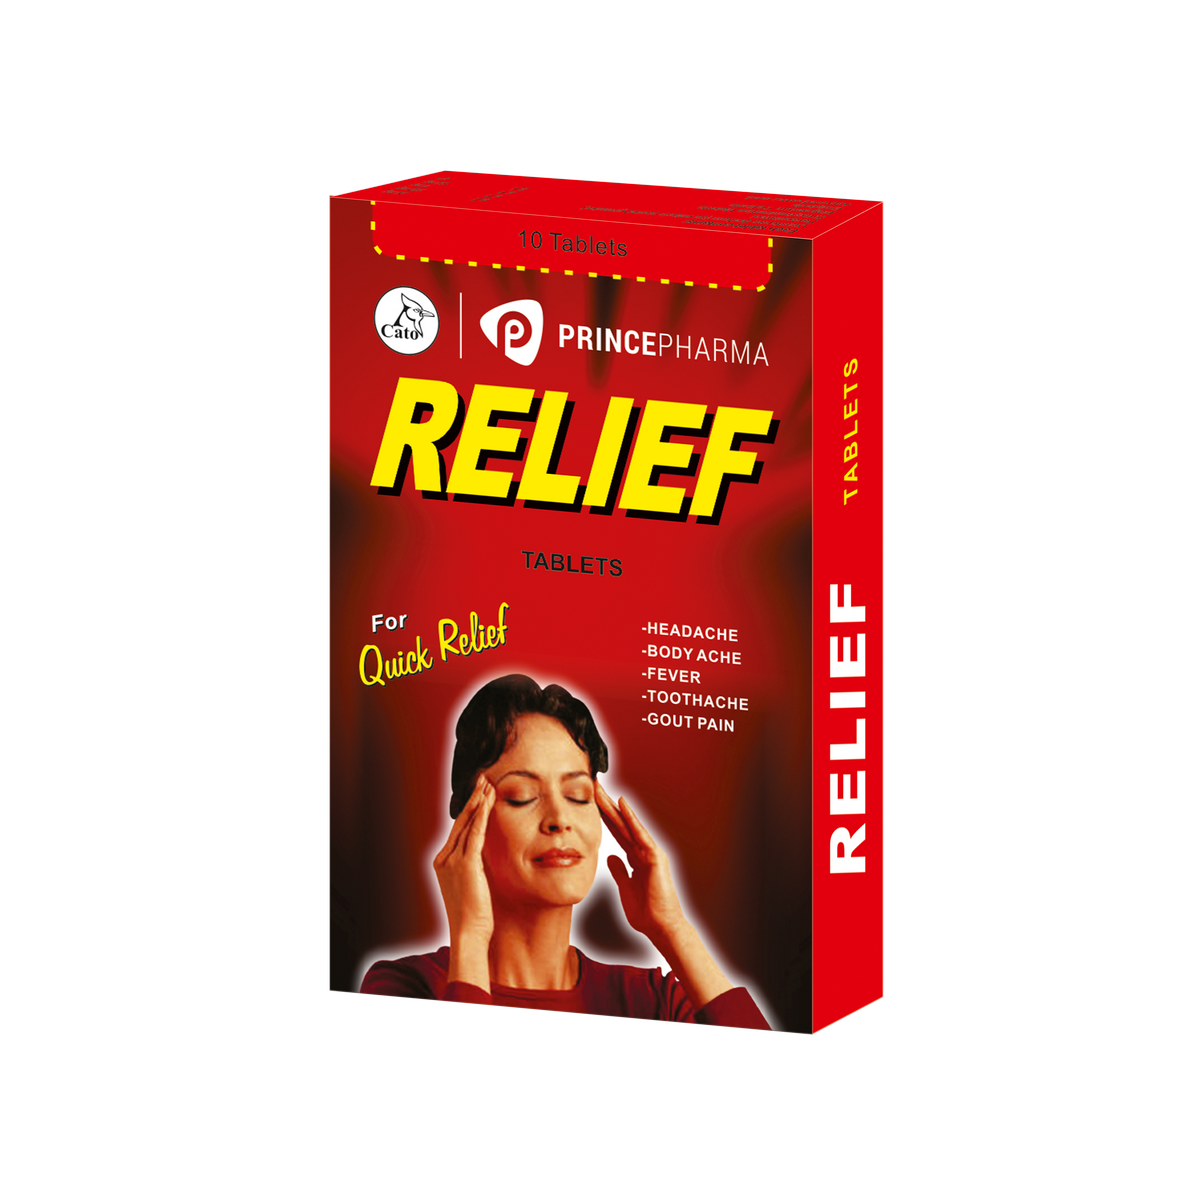 10 Tablets
Cato
PRINCEPHARMA
RELIEF
TABLETS
For
Quick Relief
-HEADACHE
-BODY ACHE
-FEVER
-TOOTHACHE
-GOUT PAIN
RELIEF TABLETS